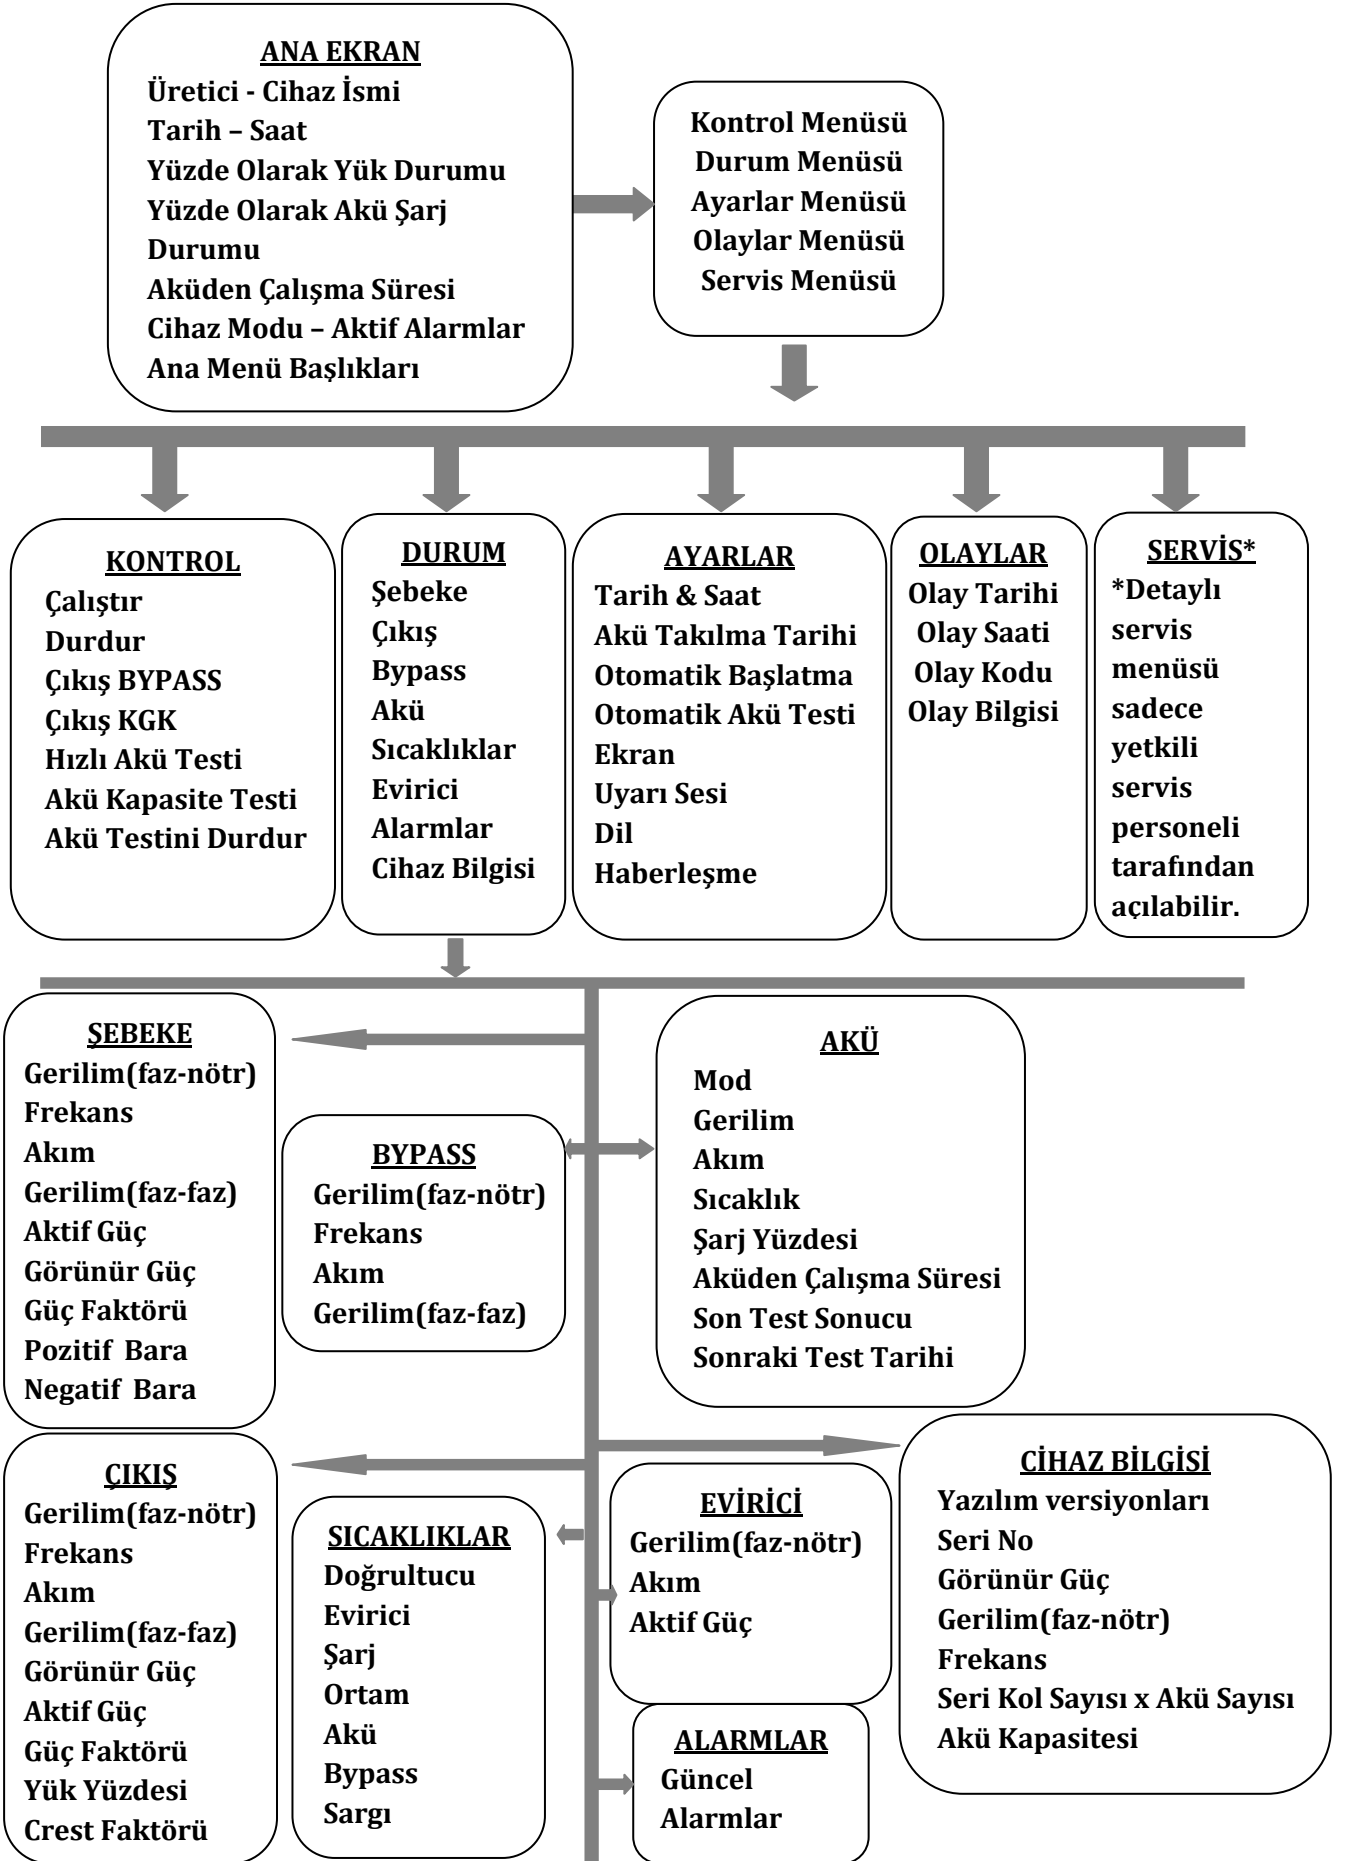 ANA EKRAN
Üretici - Cihaz İsmi
Tarih – Saat
Yüzde Olarak Yük Durumu
Yüzde Olarak Akü Şarj
Durumu
Aküden Çalışma Süresi
Cihaz Modu – Aktif Alarmlar
Ana Menü Başlıkları
Kontrol Menüsü
Durum Menüsü
Ayarlar Menüsü
Olaylar Menüsü
Servis Menüsü
KONTROL
Çalıştır
Durdur
Çıkış BYPASS
Çıkış KGK
Hızlı Akü Testi
Akü Kapasite Testi
Akü Testini Durdur
DURUM
Şebeke
Çıkış
Bypass
Akü
Sıcaklıklar
Evirici
Alarmlar
Cihaz Bilgisi
AYARLAR
Tarih & Saat
Akü Takılma Tarihi
Otomatik Başlatma
Otomatik Akü Testi
Ekran
Uyarı Sesi
Dil
Haberleşme
OLAYLAR
Olay Tarihi
Olay Saati
Olay Kodu
Olay Bilgisi
SERVİS*
*Detaylı
servis
menüsü
sadece
yetkili
servis
personeli
tarafından
açılabilir.
ŞEBEKE
Gerilim(faz-nötr)
Frekans
Akım
Gerilim(faz-faz)
Aktif Güç
Görünür Güç
Güç Faktörü
Pozitif Bara
Negatif Bara
BYPASS
Gerilim(faz-nötr)
Frekans
Akım
Gerilim(faz-faz)
AKÜ
Mod
Gerilim
Akım
Sıcaklık
Şarj Yüzdesi
Aküden Çalışma Süresi
Son Test Sonucu
Sonraki Test Tarihi
ÇIKIŞ
Gerilim(faz-nötr)
Frekans
Akım
Gerilim(faz-faz)
Görünür Güç
Aktif Güç
Güç Faktörü
Yük Yüzdesi
Crest Faktörü
SICAKLIKLAR
Doğrultucu
Evirici
Şarj
Ortam
Akü
Bypass
Sargı
EVİRİCİ
Gerilim(faz-nötr)
Akım
Aktif Güç
ALARMLAR
Güncel
Alarmlar
CİHAZ BİLGİSİ
Yazılım versiyonları
Seri No
Görünür Güç
Gerilim(faz-nötr)
Frekans
Seri Kol Sayısı x Akü Sayısı
Akü Kapasitesi